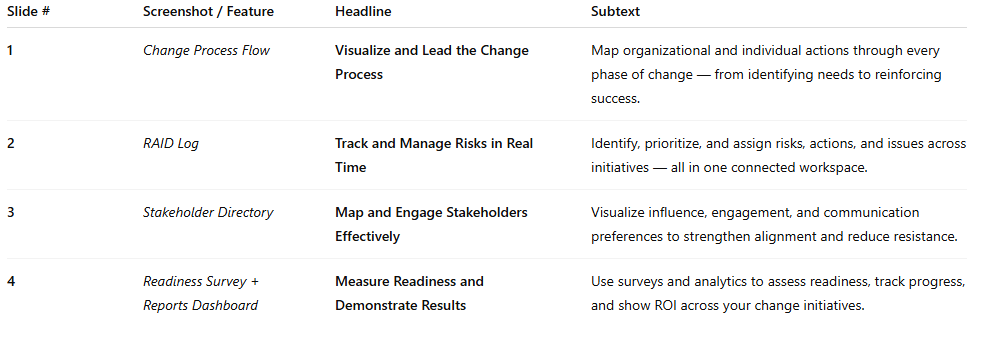 Slide # Screenshot / Feature Headline Subtext
1 Change Process Flow Visualize and Lead the Change Map organizational and individual actions through every
Process phase of change — from identifying needs to reinforcing
success.
2 RAID Log Track and Manage Risks in Real Identify, prioritize, and assign risks, actions, and issues across
Time initiatives — all in one connected workspace.
3 Stakeholder Directory Map and Engage Stakeholders Visualize influence, engagement, and communication
Effectively preferences to strengthen alignment and reduce resistance.
4 Readiness Survey + Measure Readiness and Use surveys and analytics to assess readiness, track progress,
Reports Dashboard Demonstrate Results and show ROI across your change initiatives.